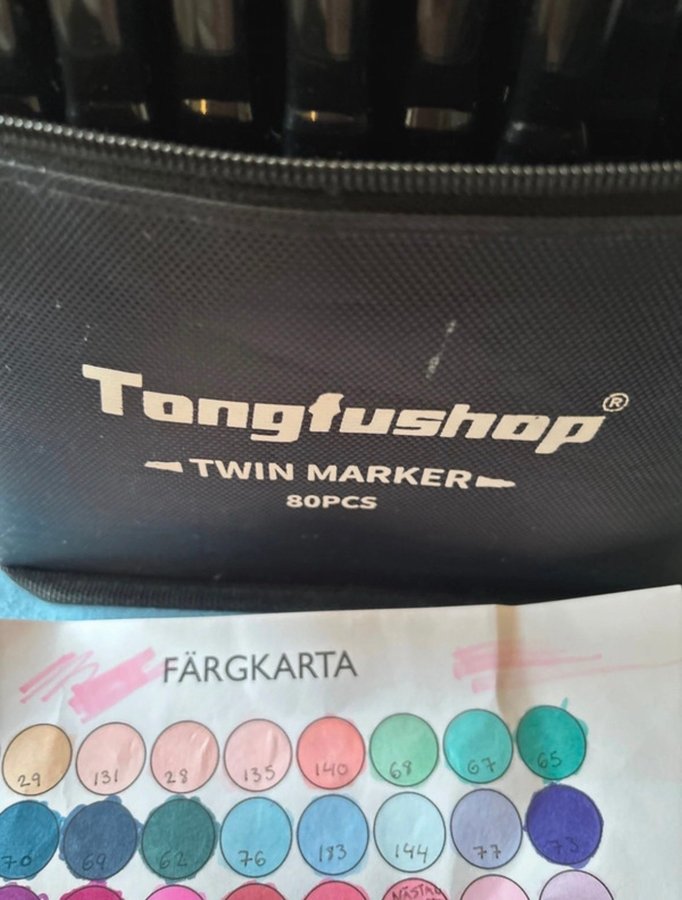 Tongfushop®
TWIN MARKER
80PCS
FÄRGKARTA
29 131 28 135 140 68 67 65
70 69 62 76 183 144 77 73
NÄSTAN